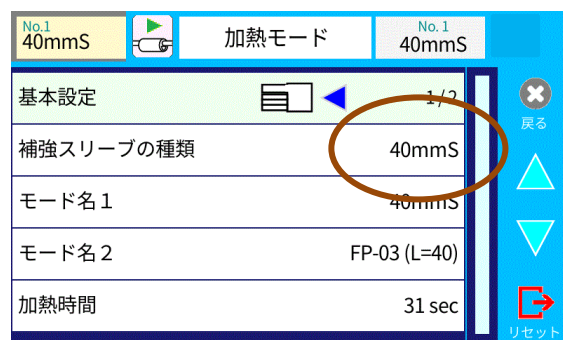 No.1
40mmS
加熱モード
No. 1
40mmS
基本設定
1/2
戻る
補強スリーブの種類
40mmS
モード名1
40mmS
モード名2
FP-03 (L=40)
加熱時間
31 sec
リセット